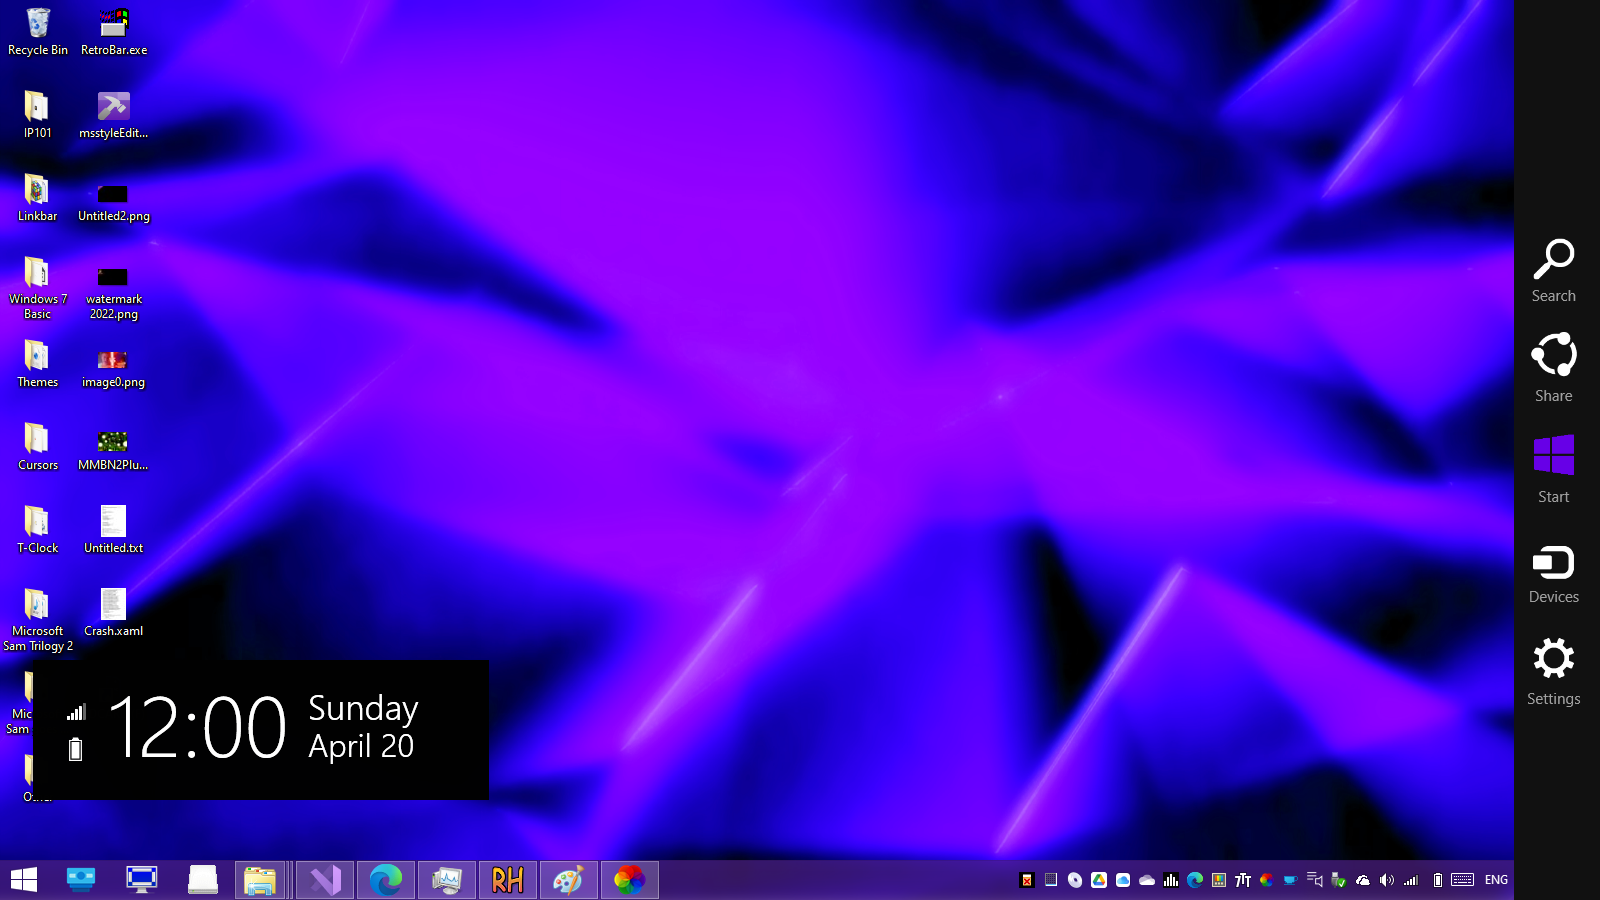 Recycle Bin
RetroBar.exe
IP101
msstyleEdit...
Linkbar
Untitled2.png
Windows 7
Basic
watermark
2022.png
Themes
image0.png
Cursors
MMBN2Plu...
T-Clock
Untitled.txt
Microsoft
Sam Trilogy 2
Crash.xaml
Mic
Sam
12:00
Sunday
April 20
Search
Share
Start
Devices
Settings
RH
ENG